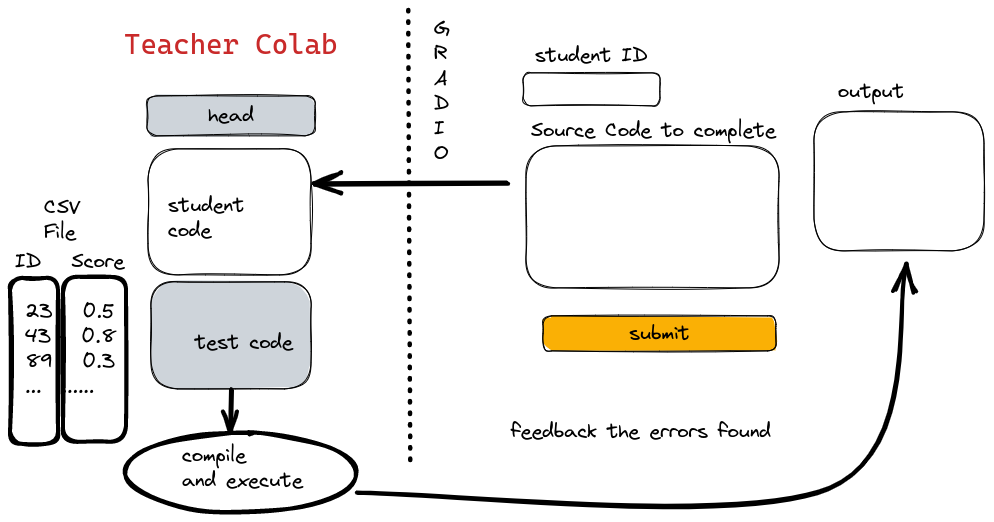 Teacher Colab
head
student
code
test code
compile
and execute
CSV
File
ID Score
23 0.5
43 0.8
89 0.3
... ......
G
R
A
D
I
O
student ID
Source Code to complete
submit
feedback the errors found
output